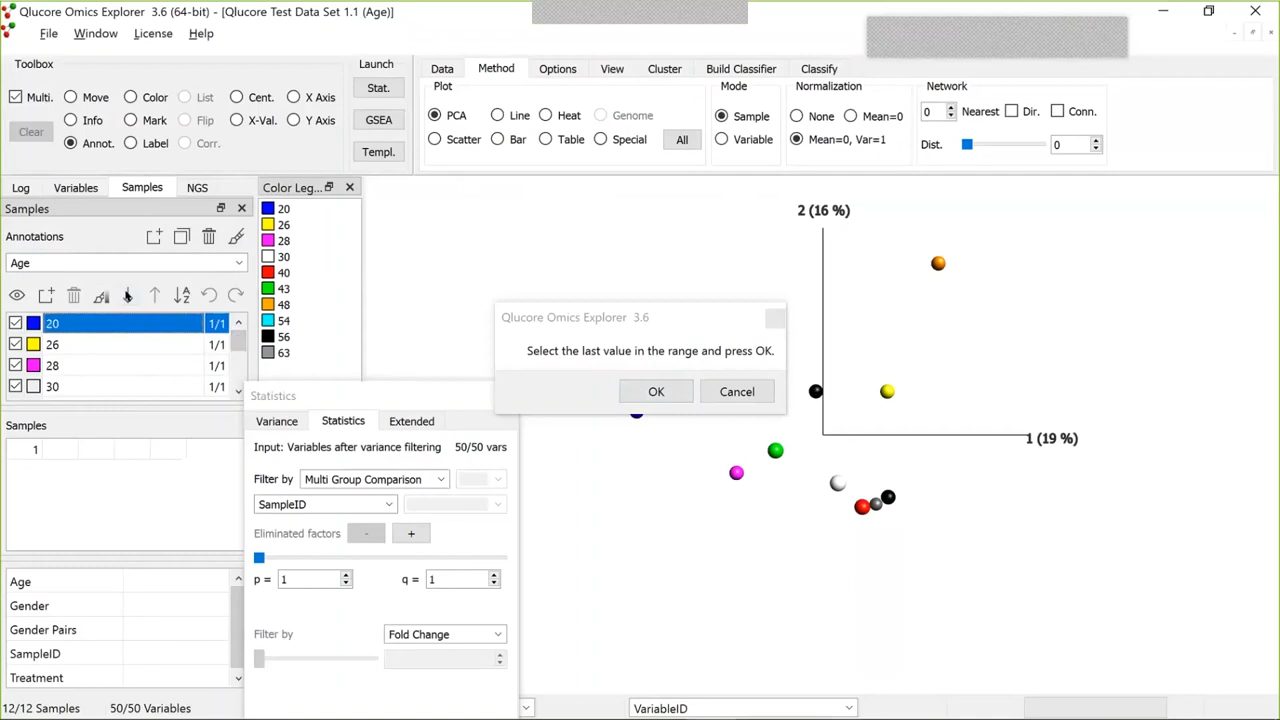 Qlucore Omics Explorer 3.6 (64-bit) - [Qlucore Test Data Set 1.1 (Age)]
File Window License Help
Toolbox
Multi. Move Color List Cent. X Axis
Info Mark Flip X-Val. Y Axis
Clear Annot. Label Corr.
Launch
Stat.
GSEA
Templ.
Data Method Options View Cluster Build Classifier Classify
Plot
PCA Line Heat Genome
Scatter Bar Table Special All
Mode
Sample
Variable
Normalization
None Mean=0
Mean=0, Var=1
Network
0 Nearest Dir. Conn.
Dist. 0
Log Variables Samples NGS
Samples
Annotations
Age
20 1/1
26 1/1
28 1/1
30 1/1
Samples
1
Age
Gender
Gender Pairs
SampleID
Treatment
12/12 Samples 50/50 Variables
Color Leg...
20
26
28
30
40
43
48
54
56
63
Statistics
Variance Statistics Extended
Input: Variables after variance filtering 50/50 vars
Filter by Multi Group Comparison
SampleID
Eliminated factors - +
p = 1 q = 1
Filter by Fold Change
Qlucore Omics Explorer 3.6
Select the last value in the range and press OK.
OK Cancel
2 (16 %)
1 (19 %)
VariableID